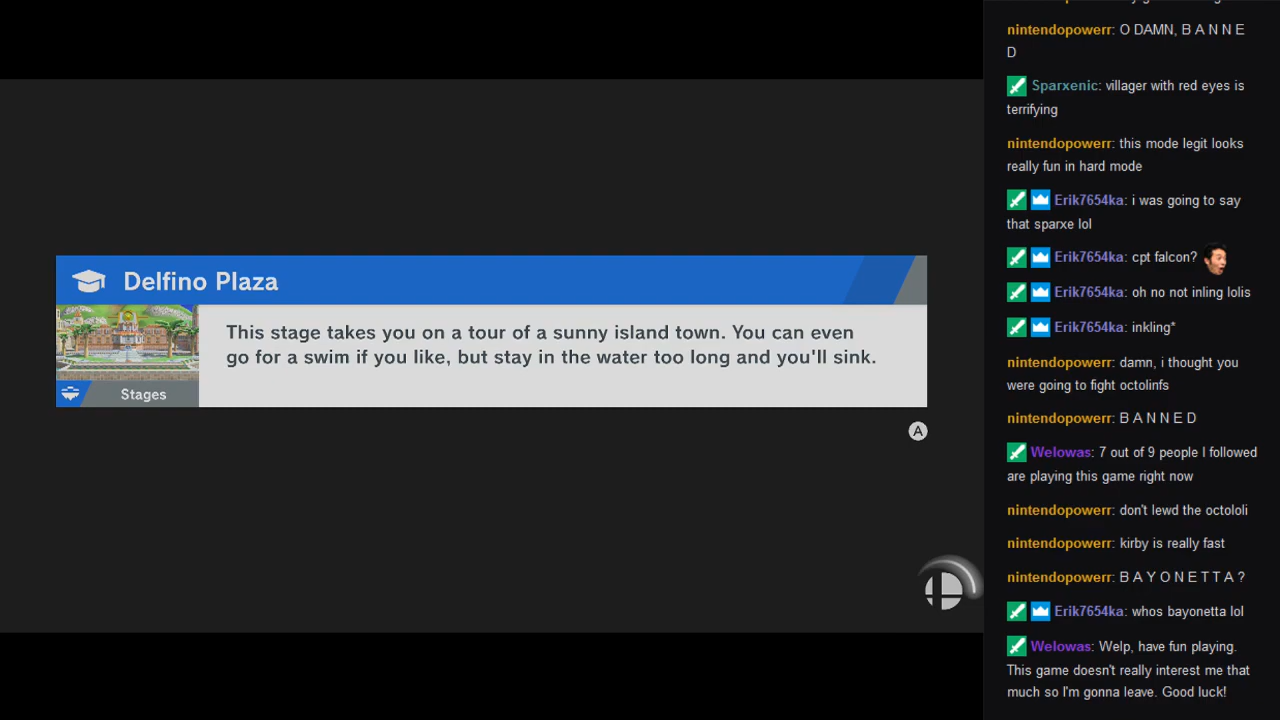 Delfino Plaza
This stage takes you on a tour of a sunny island town. You can even
go for a swim if you like, but stay in the water too long and you'll sink.
Stages
A
nintendopowerr: O DAMN, B A N N E
D
Sparxenic: villager with red eyes is
terrifying
nintendopowerr: this mode legit looks
really fun in hard mode
Erik7654ka: i was going to say
that sparxe lol
Erik7654ka: cpt falcon?
Erik7654ka: oh no not inling lolis
Erik7654ka: inkling*
nintendopowerr: damn, i thought you
were going to fight octolinfs
nintendopowerr: B A N N E D
Welowas: 7 out of 9 people I followed
are playing this game right now
nintendopowerr: don't lewd the octololi
nintendopowerr: kirby is really fast
nintendopowerr: B A Y O N E T T A ?
Erik7654ka: whos bayonetta lol
Welowas: Welp, have fun playing.
This game doesn't really interest me that
much so I'm gonna leave. Good luck!